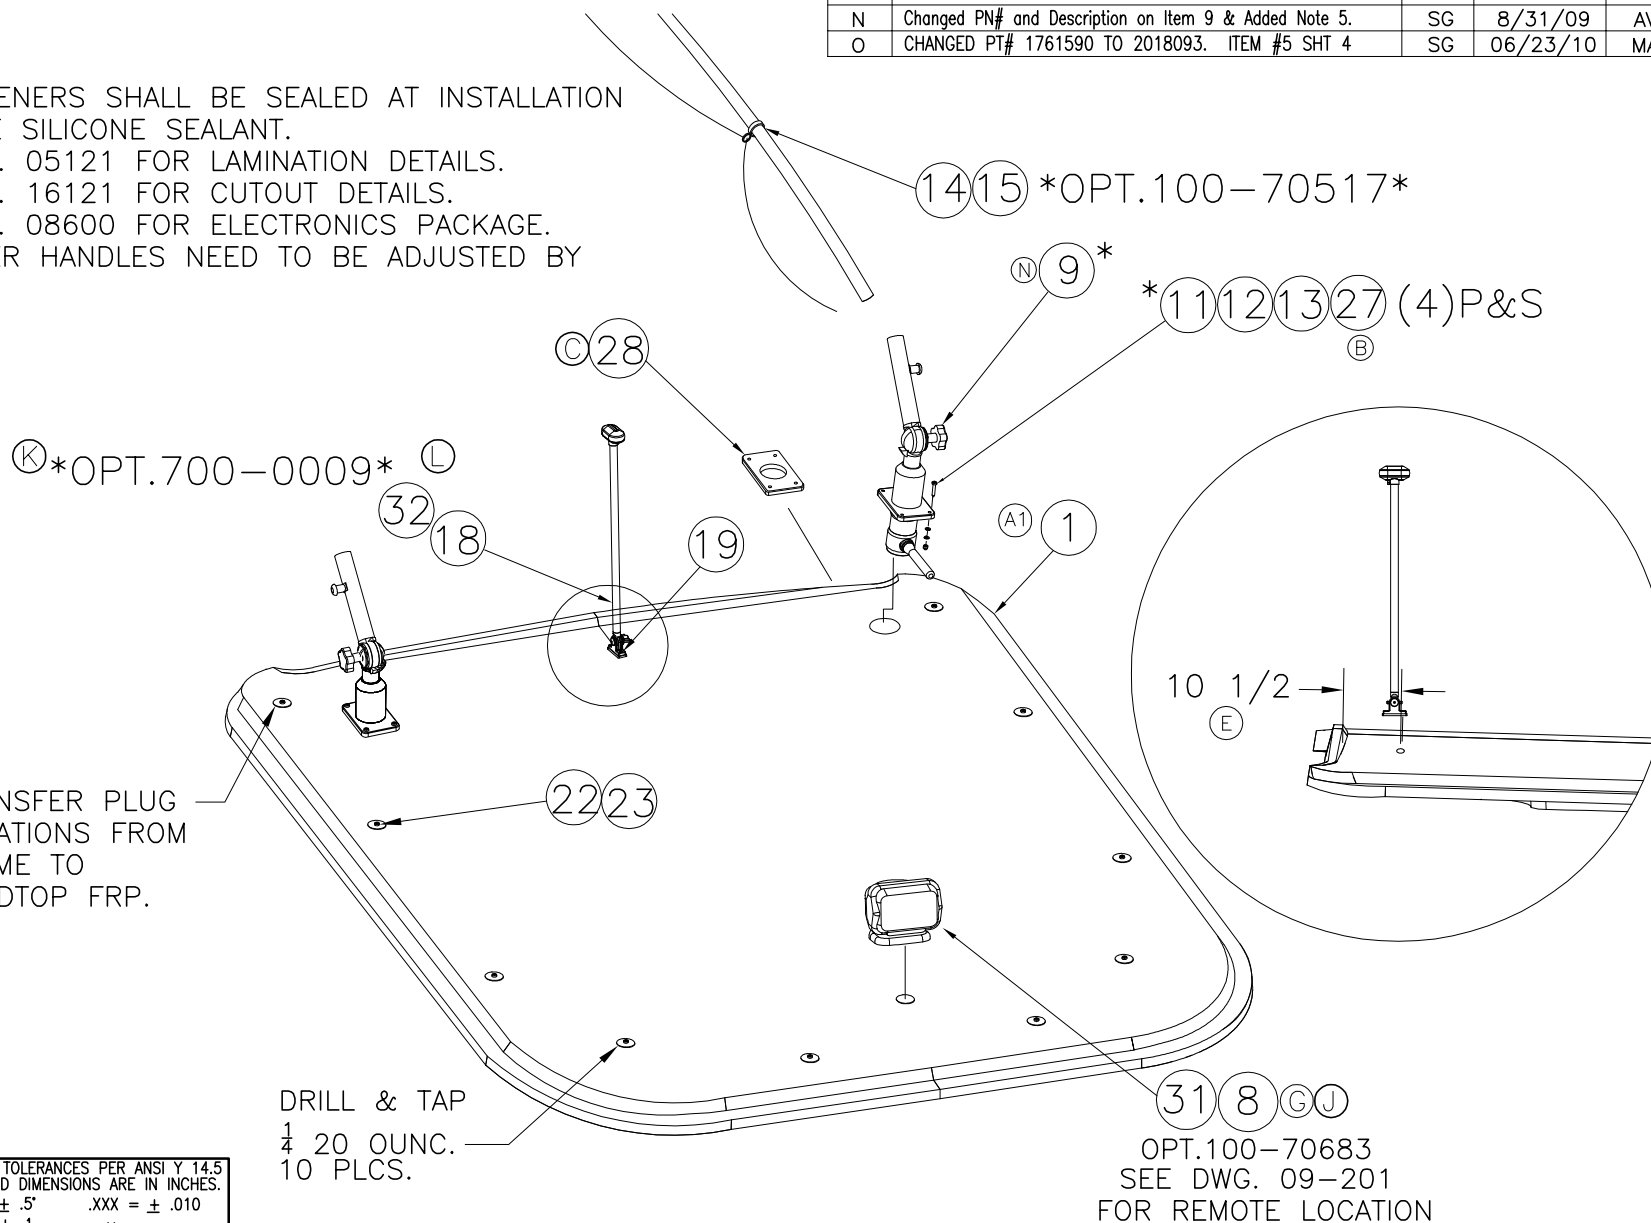 N Changed PN# and Description on Item 9 & Added Note 5. SG 8/31/09
O CHANGED PT# 1761590 TO 2018093. ITEM #5 SHT 4 SG 06/23/10
SHALL BE SEALED AT INSTALLATION
SILICONE SEALANT.
05121 FOR LAMINATION DETAILS.
16121 FOR CUTOUT DETAILS.
08600 FOR ELECTRONICS PACKAGE.
HANDLES NEED TO BE ADJUSTED BY
14 15 *OPT.100-70517*
N 9*
*11 12 13 27 (4)P&S
B
C 28
K *OPT.700-0009* L
32
18
19
A1 1
10 1/2
E
22 23
PLUG
FROM
TO
FRP.
DRILL & TAP
1/4 20 OUNC.
10 PLCS.
31 8 G J
OPT.100-70683
SEE DWG. 09-201
FOR REMOTE LOCATION
TOLERANCES PER ANSI Y 14.5
DIMENSIONS ARE IN INCHES.
± .5° .XXX = ± .010